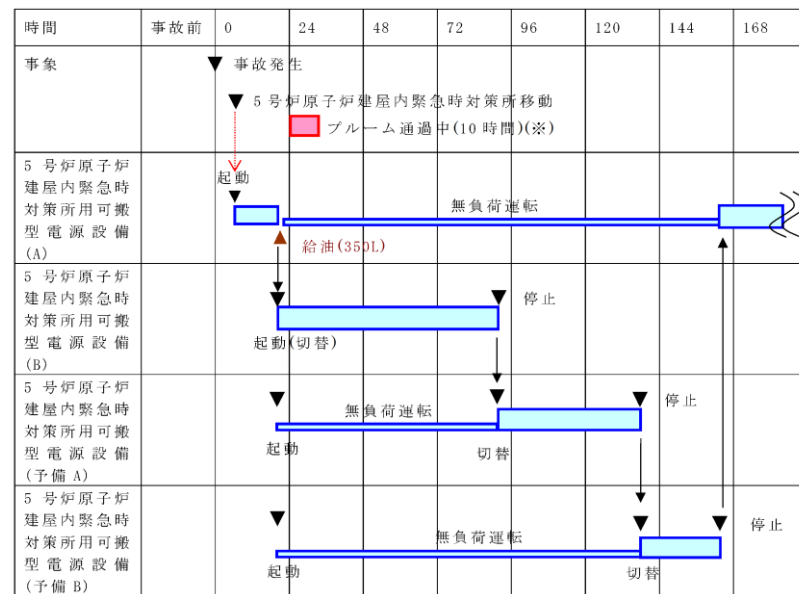 時間 事故前 0 24 48 72 96 120 144 168
事象
事故発生
5号炉原子炉建屋内緊急時対策所移動
プルーム通過中(10時間)(※)
5 号炉原子炉
建屋内緊急時
対策所用可搬
型電源設備
(A)
起動
無負荷運転
給油(350L)
5 号炉原子炉
建屋内緊急時
対策所用可搬
型電源設備
(B)
停止
起動(切替)
5 号炉原子炉
建屋内緊急時
対策所用可搬
型電源設備
(予備 A)
無負荷運転
停止
起動
切替
5 号炉原子炉
建屋内緊急時
対策所用可搬
型電源設備
(予備 B)
無負荷運転
停止
起動
切替